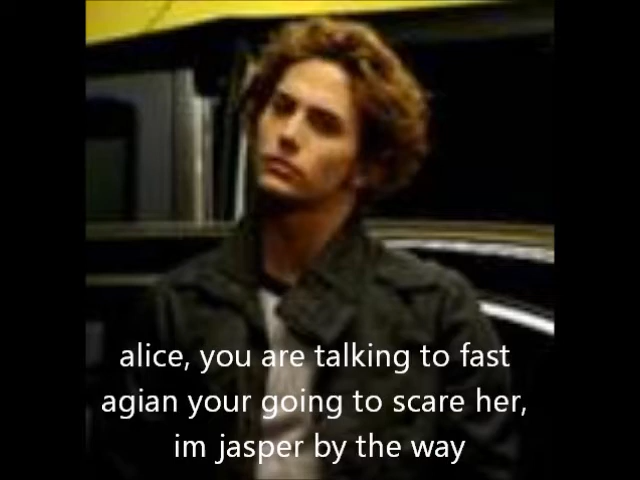 alice, you are talking to fast
agian your going to scare her,
im jasper by the way